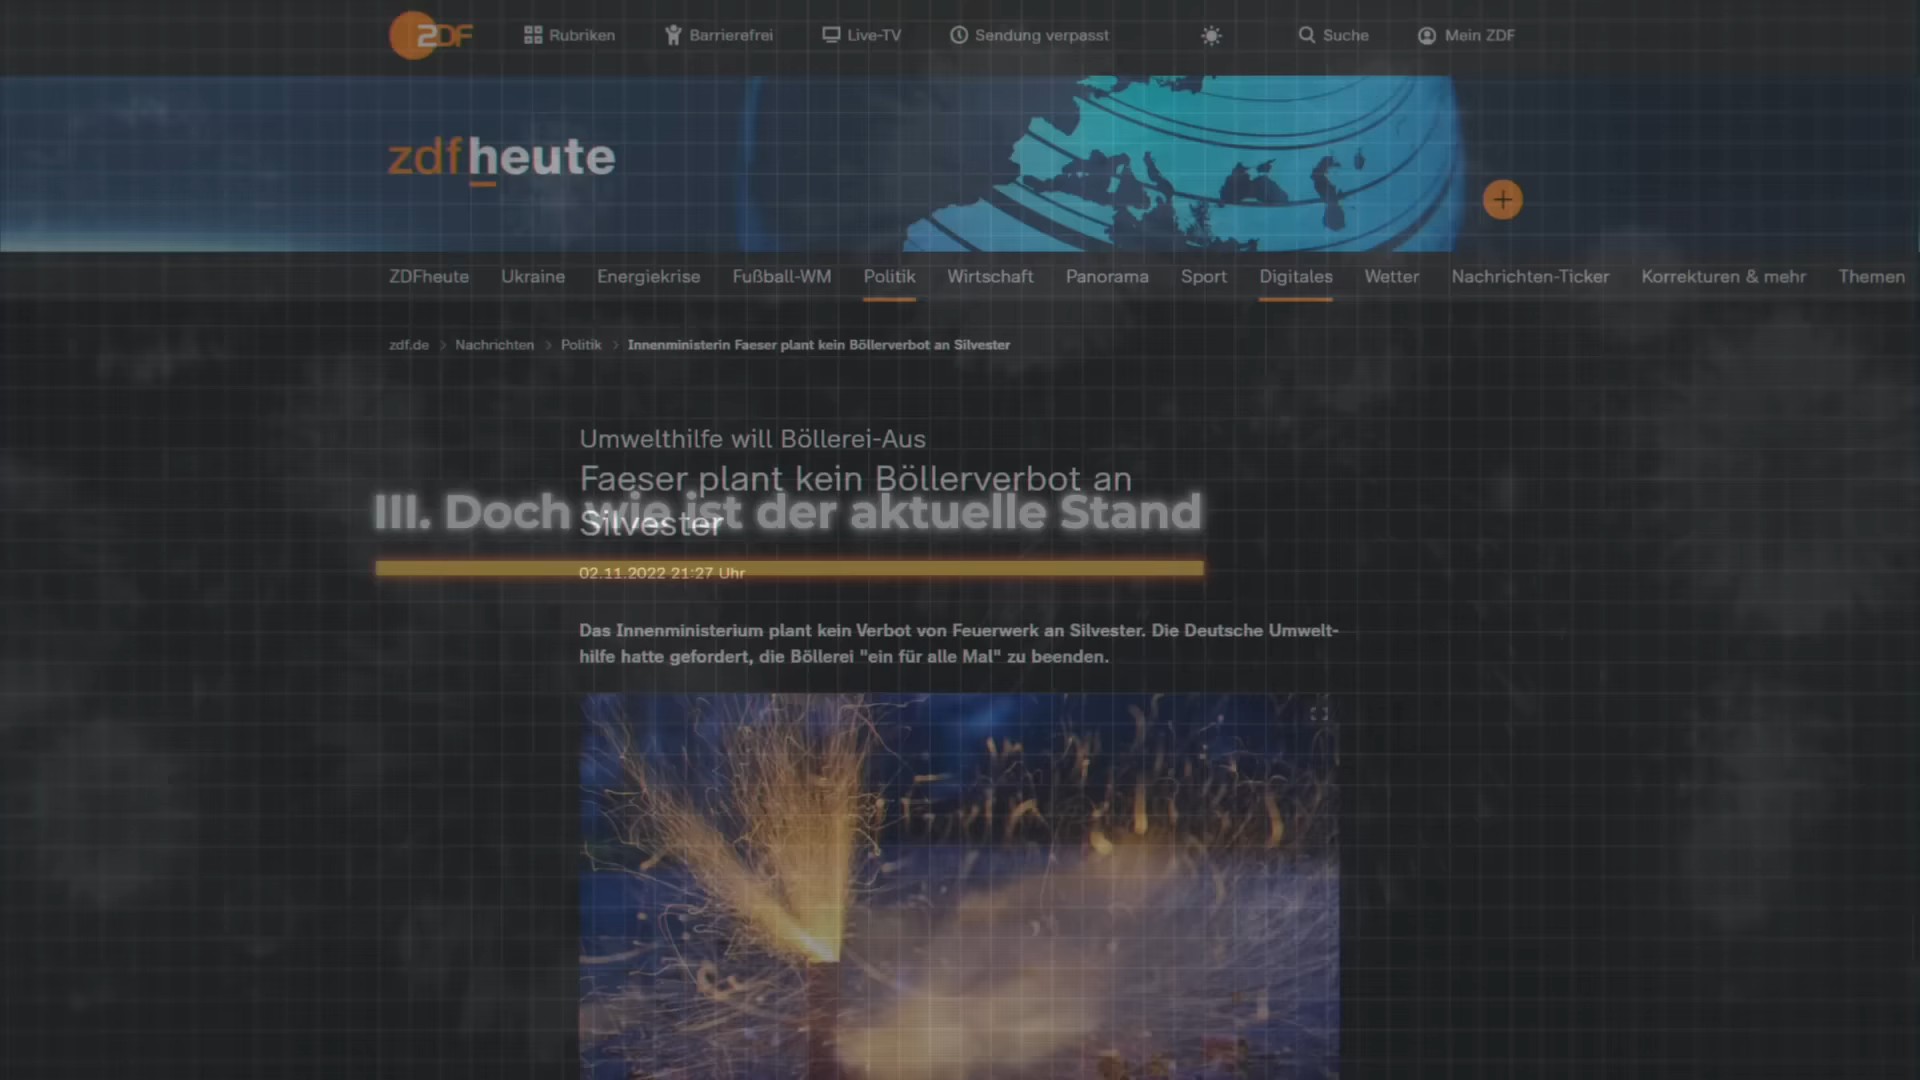 ZDF Rubriken Barrierefrei Live-TV Sendung verpasst Suche Mein ZDF
zdfheute
ZDFheute Ukraine Energiekrise Fußball-WM Politik Wirtschaft Panorama Sport Digitales Wetter Nachrichten-Ticker Korrekturen & mehr Themen
zdf.de > Nachrichten > Politik > Innenministerin Faeser plant kein Böllerverbot an Silvester
Umwelthilfe will Böllerei-Aus
Faeser plant kein Böllerverbot an
III. Doch wie ist der aktuelle Stand
Silvester
02.11.2022 21:27 Uhr
Das Innenministerium plant kein Verbot von Feuerwerk an Silvester. Die Deutsche Umwelt-
hilfe hatte gefordert, die Böllerei "ein für alle Mal" zu beenden.